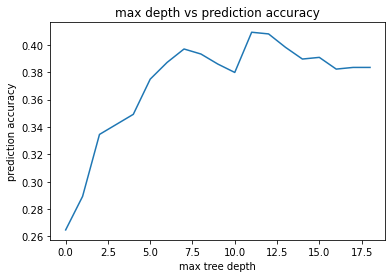 max depth vs prediction accuracy
0.40
0.38
0.36
0.34
0.32
0.30
0.28
0.26
prediction accuracy
0.0 2.5 5.0 7.5 10.0 12.5 15.0 17.5
max tree depth